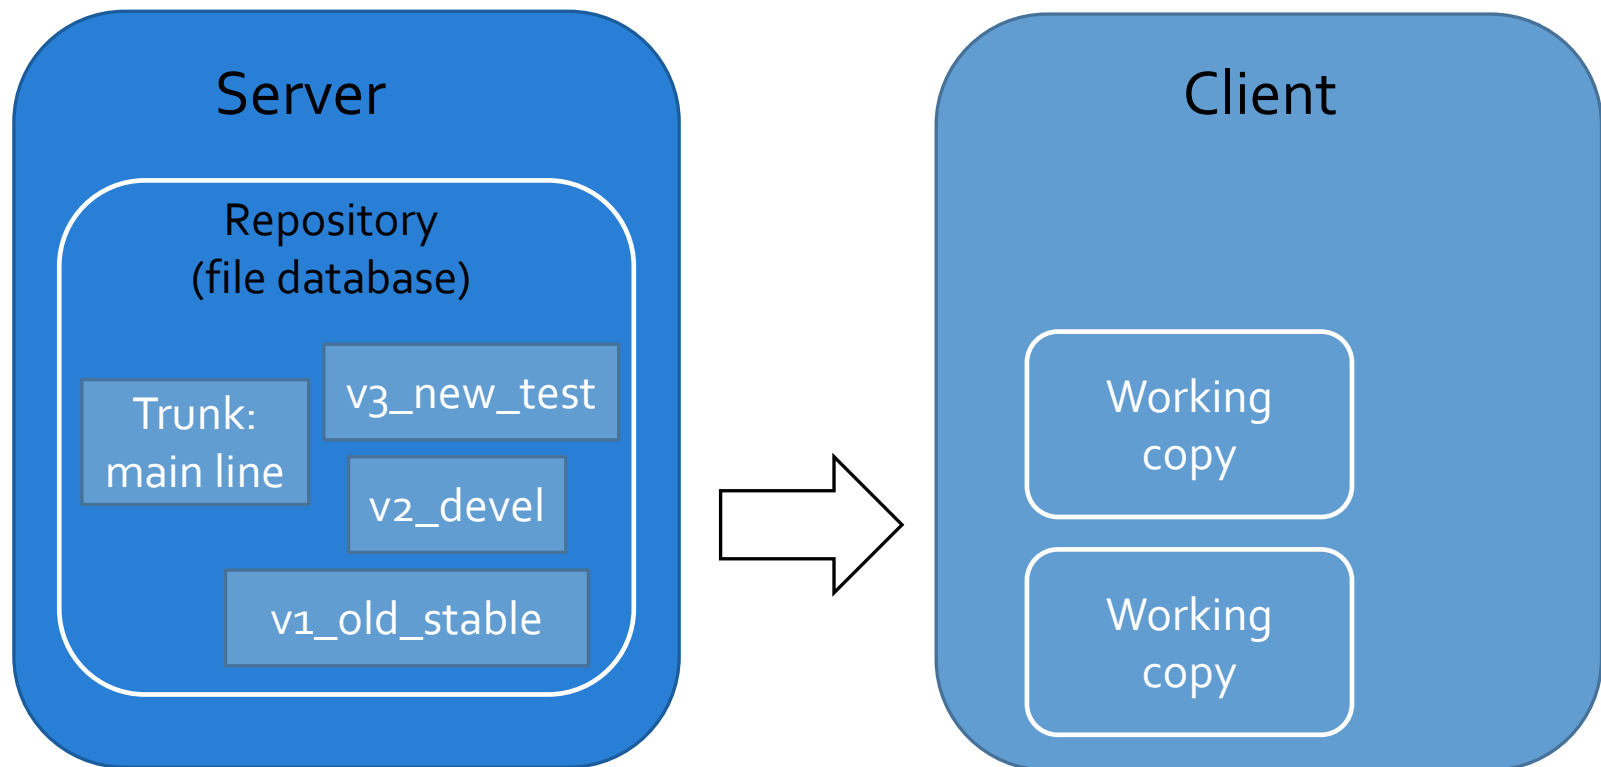 Server
Repository
(file database)
Trunk:
main line
v3_new_test
v2_devel
v1_old_stable
Client
Working
copy
Working
copy